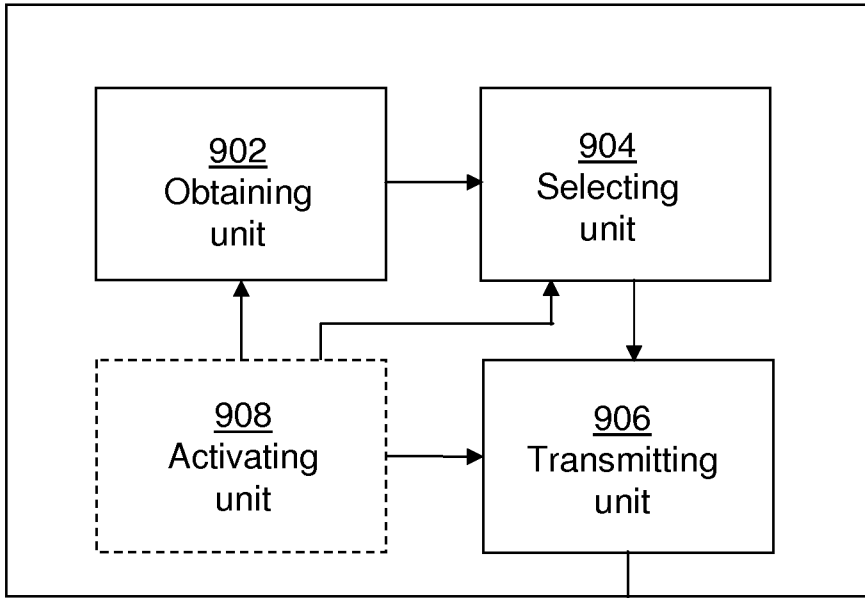 902
Obtaining
unit
904
Selecting
unit
908
Activating
unit
906
Transmitting
unit